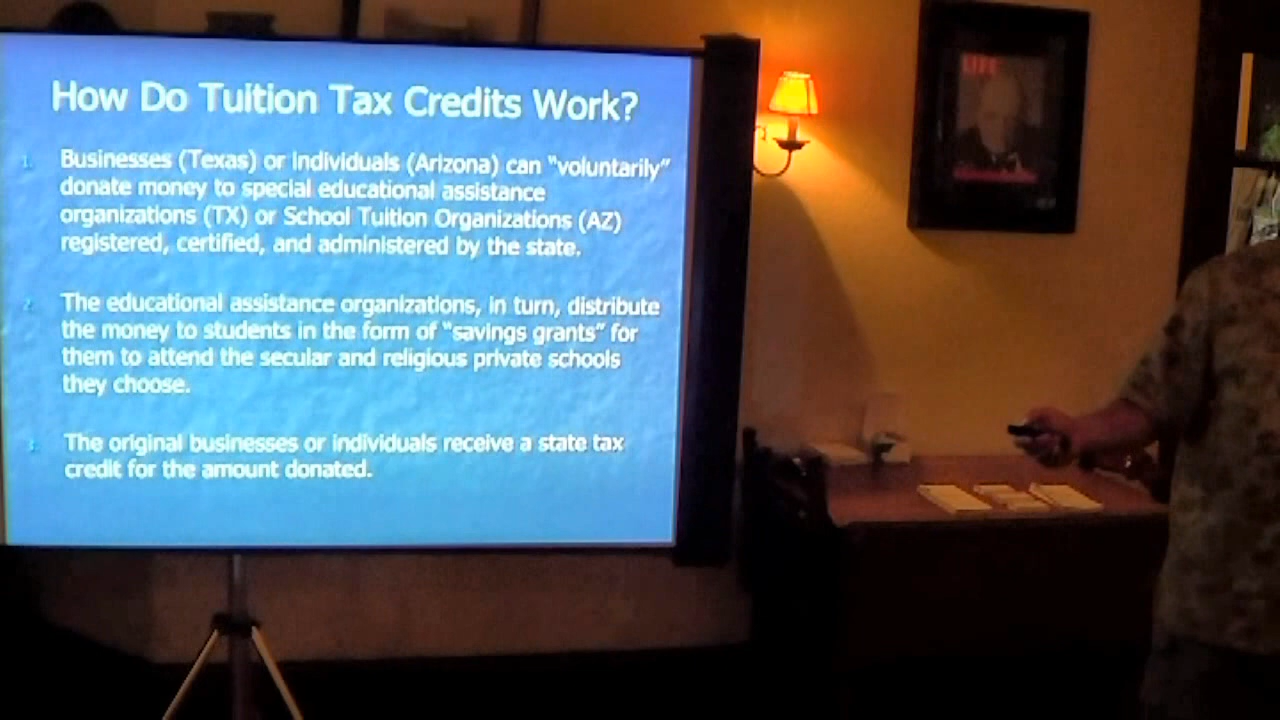 How Do Tuition Tax Credits Work?
1. Businesses (Texas) or individuals (Arizona) can “voluntarily”
donate money to special educational assistance
organizations (TX) or School Tuition Organizations (AZ)
registered, certified, and administered by the state.
2. The educational assistance organizations, in turn, distribute
the money to students in the form of “savings grants” for
them to attend the secular and religious private schools
they choose.
3. The original businesses or individuals receive a state tax
credit for the amount donated.
LIFE